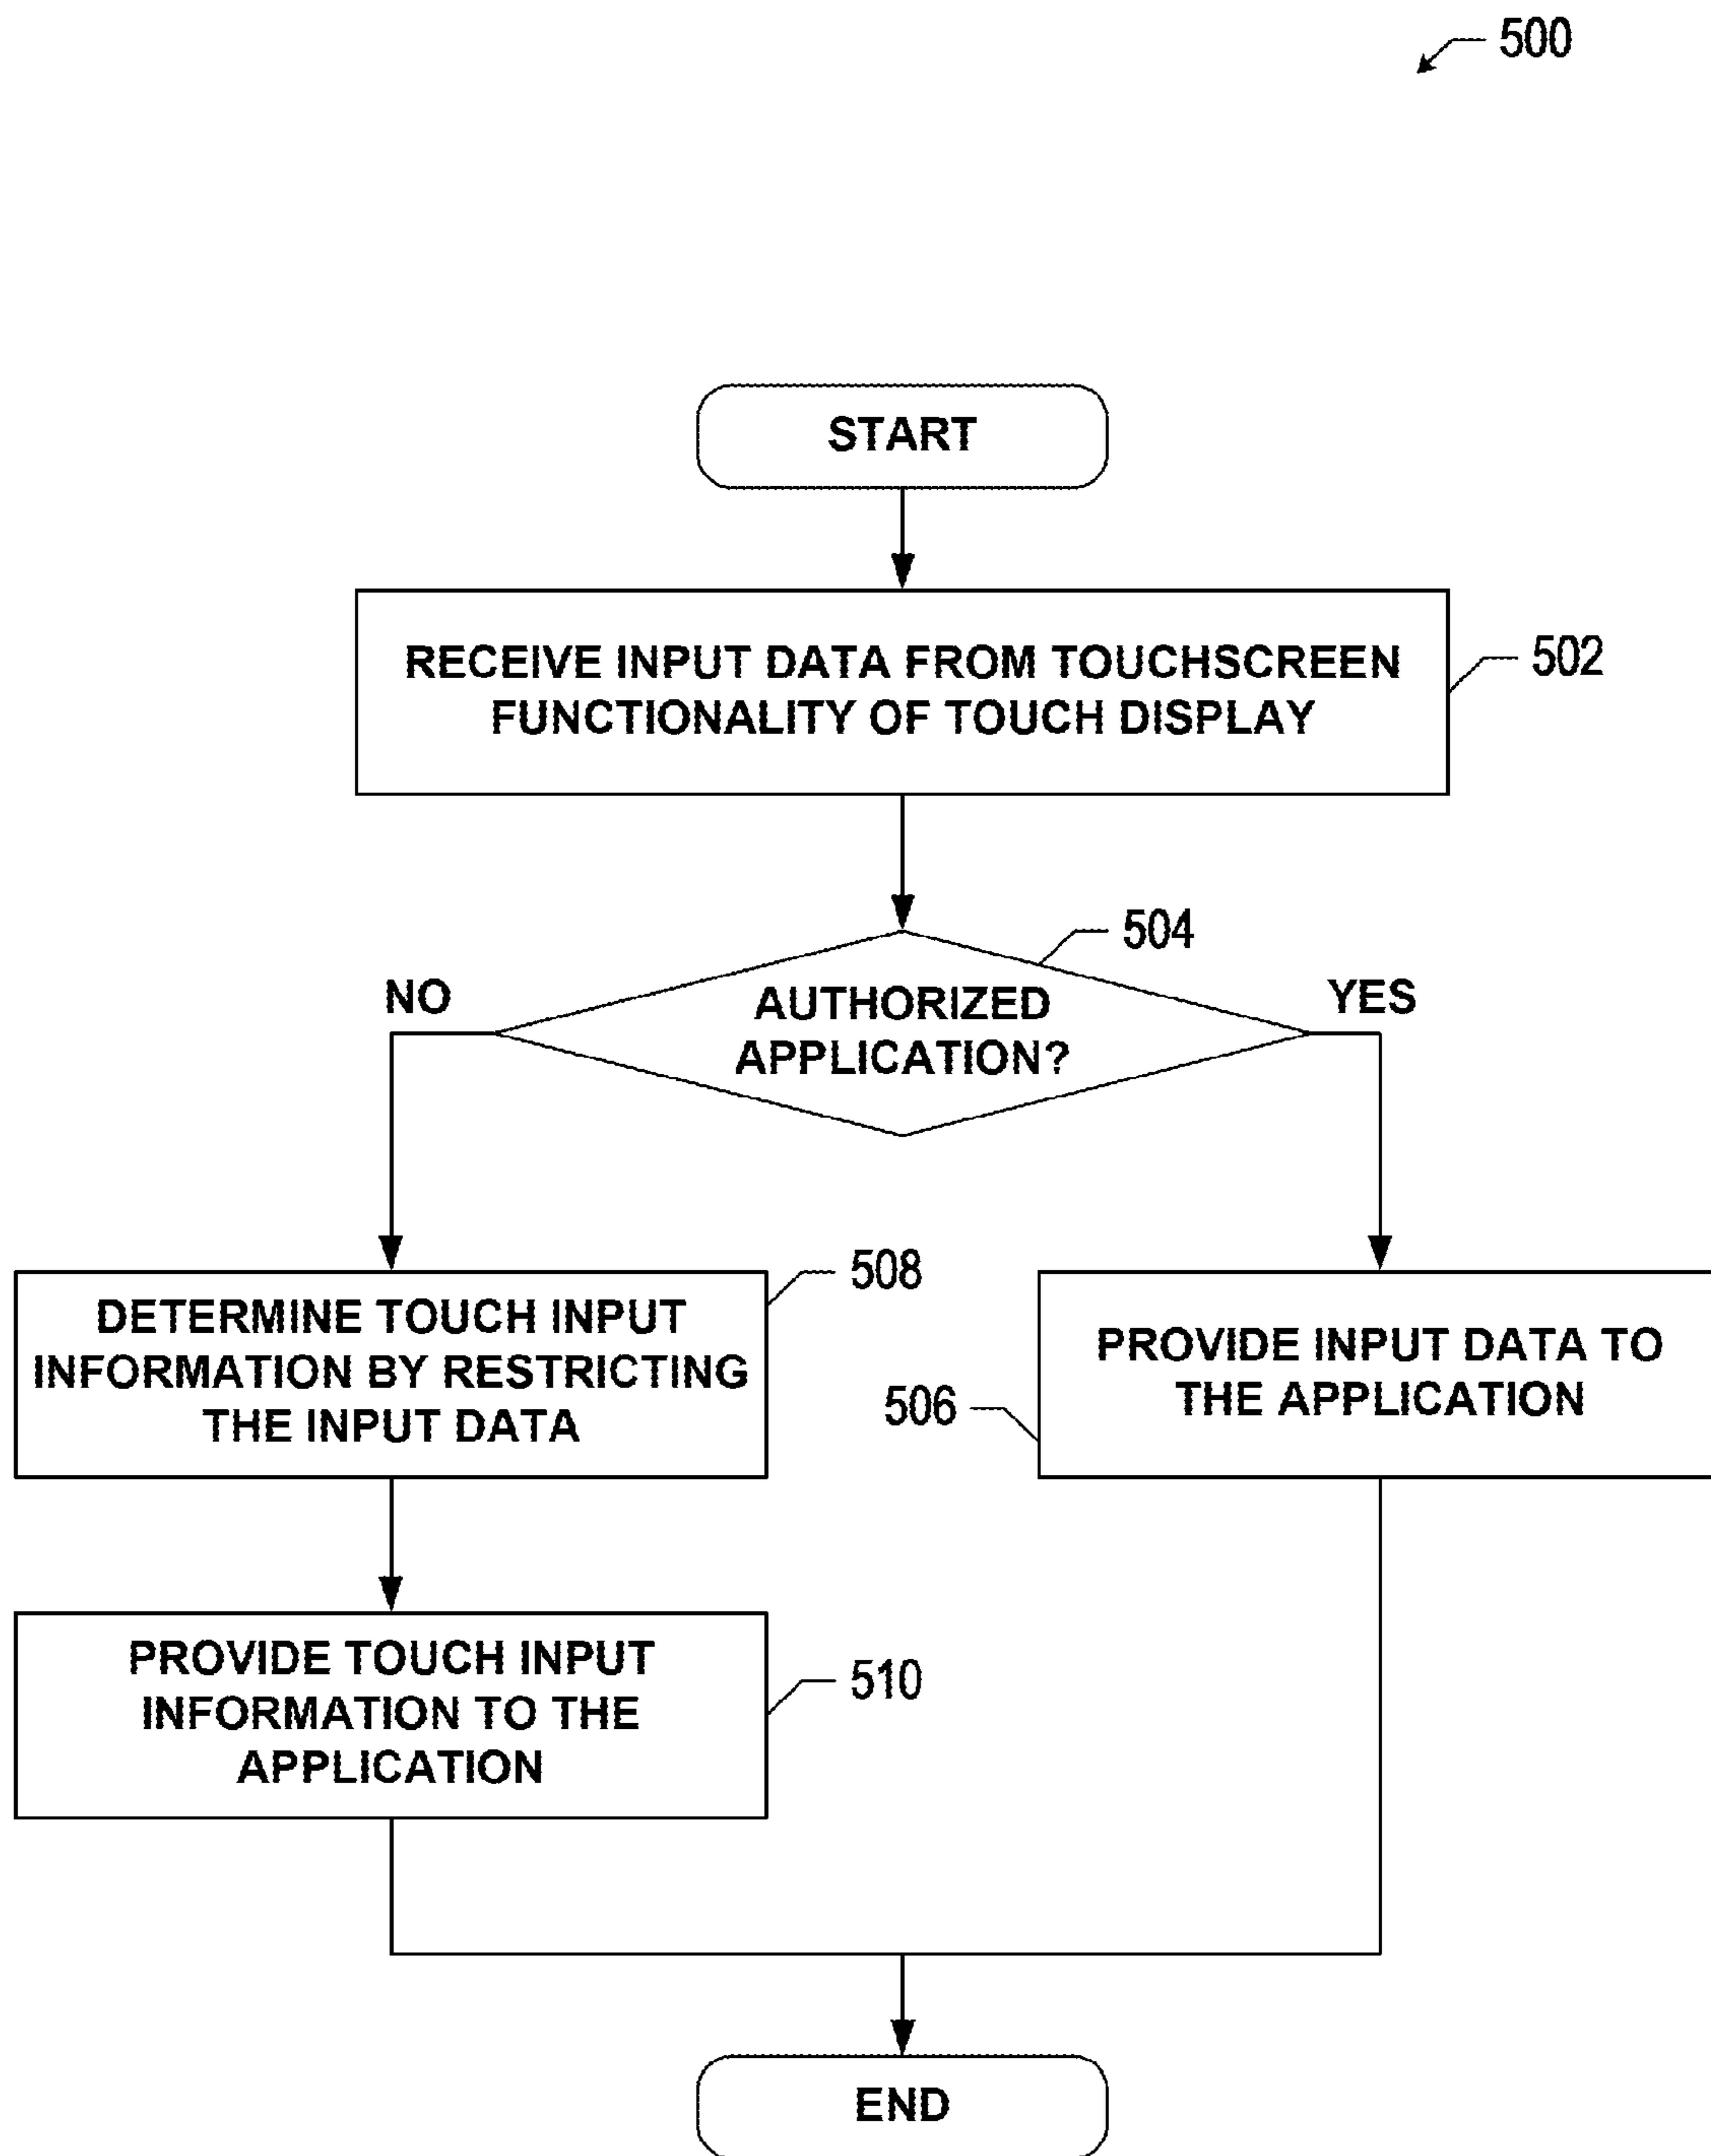 500
START
RECEIVE INPUT DATA FROM TOUCHSCREEN
FUNCTIONALITY OF TOUCH DISPLAY
502
504
AUTHORIZED
APPLICATION?
NO
YES
508
DETERMINE TOUCH INPUT
INFORMATION BY RESTRICTING
THE INPUT DATA
PROVIDE INPUT DATA TO
THE APPLICATION
506
PROVIDE TOUCH INPUT
INFORMATION TO THE
APPLICATION
510
END